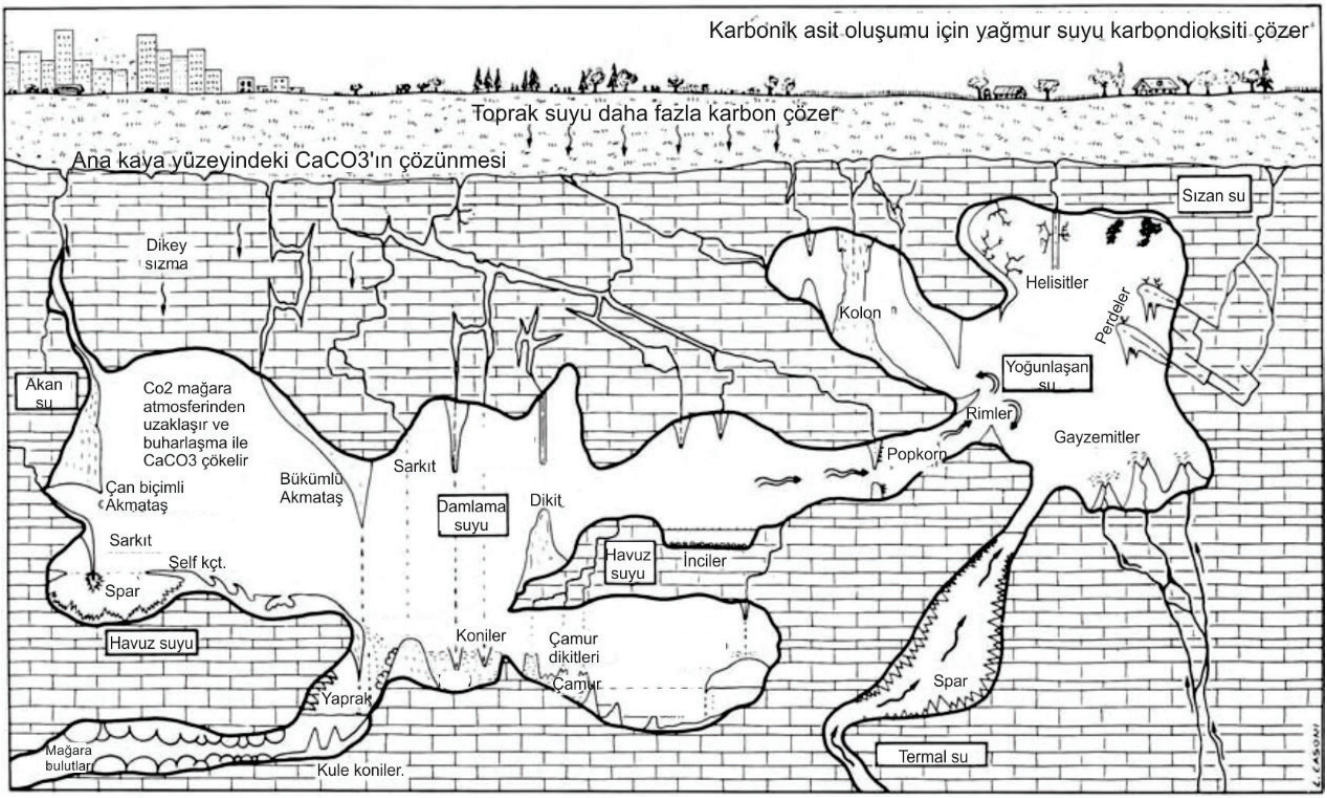 Karbonik asit oluşumu için yağmur suyu karbondioksiti çözer
Toprak suyu daha fazla karbon çözer
Ana kaya yüzeyindeki CaCO3'ın çözünmesi
Sızan su
Dikey
sızma
Helisitler
Kolon
Perdeler
Akan
su
Co2 mağara
atmosferinden
uzaklaşır ve
buharlaşma ile
CaCO3 çökelir
Yoğunlaşan
su
Rimler
Gayzemitler
Popkorn
Sarkıt
Bükümlü
Akmataş
Çan biçimli
Akmataş
Damlama
suyu
Dikit
Sarkıt
Şelf kçt.
Spar
Havuz
suyu
İnciler
Havuz suyu
Koniler
Çamur
dikitleri
Çamur
Yaprak
Spar
Mağara
bulutları
Kule koniler.
Termal su
L. CASONI